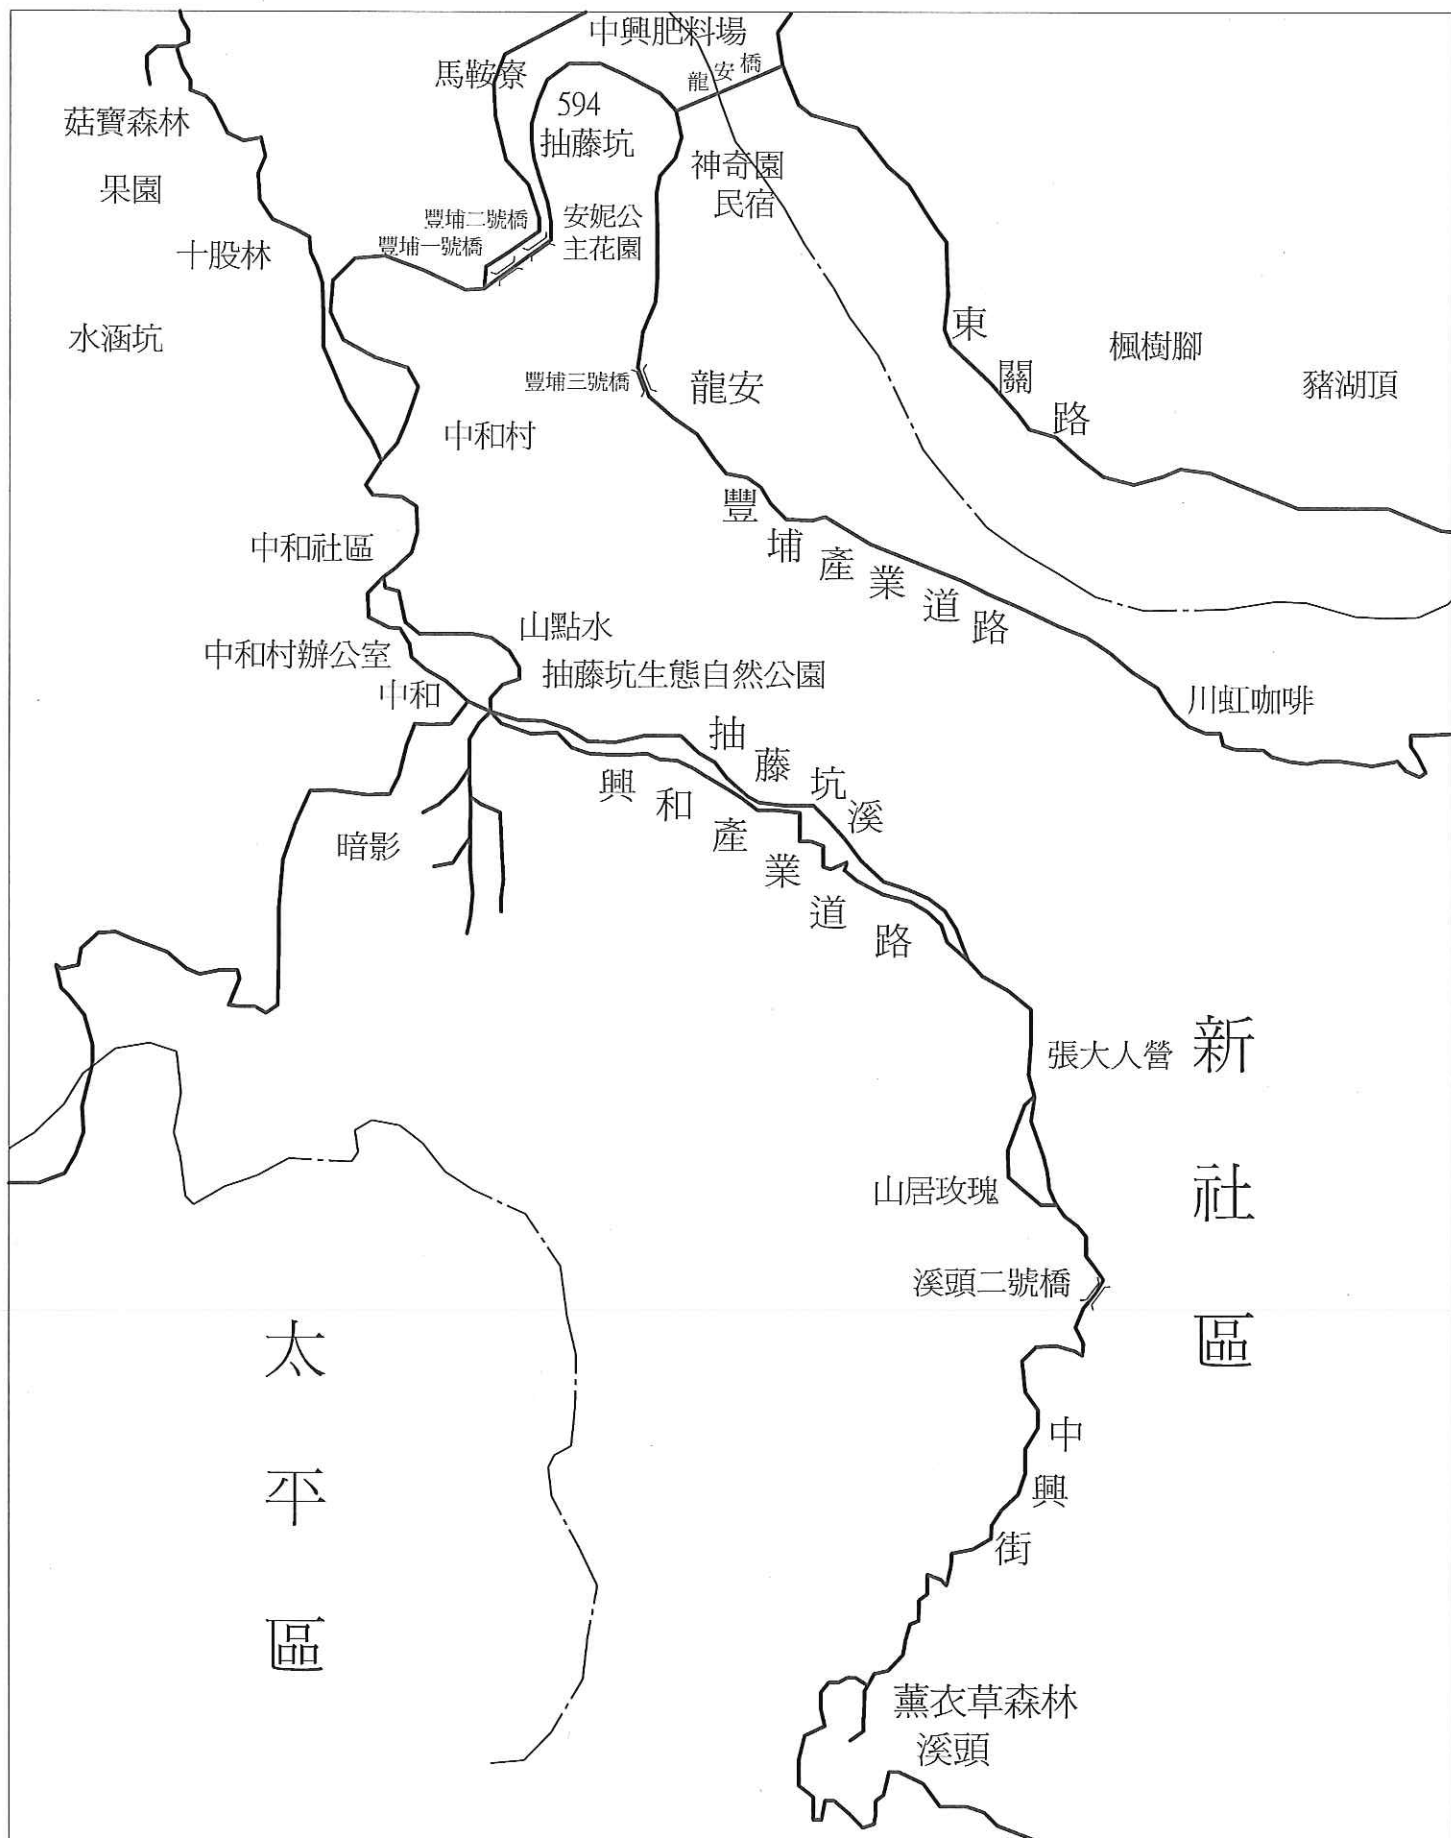 中興肥料場
龍安橋
馬鞍寮
594
抽藤坑
菇寶森林
果園
神奇園
民宿
豐埔二號橋
豐埔一號橋
安妮公
主花園
十股林
水涵坑
東關路
楓樹腳
豬湖頂
豐埔三號橋
龍安
中和村
豐埔產業道路
中和社區
山點水
中和村辦公室
抽藤坑生態自然公園
中和
川虹咖啡
抽藤坑溪
興和產業道路
暗影
新社區
張大人營
山居玫瑰
溪頭二號橋
太平區
中興街
薰衣草森林
溪頭